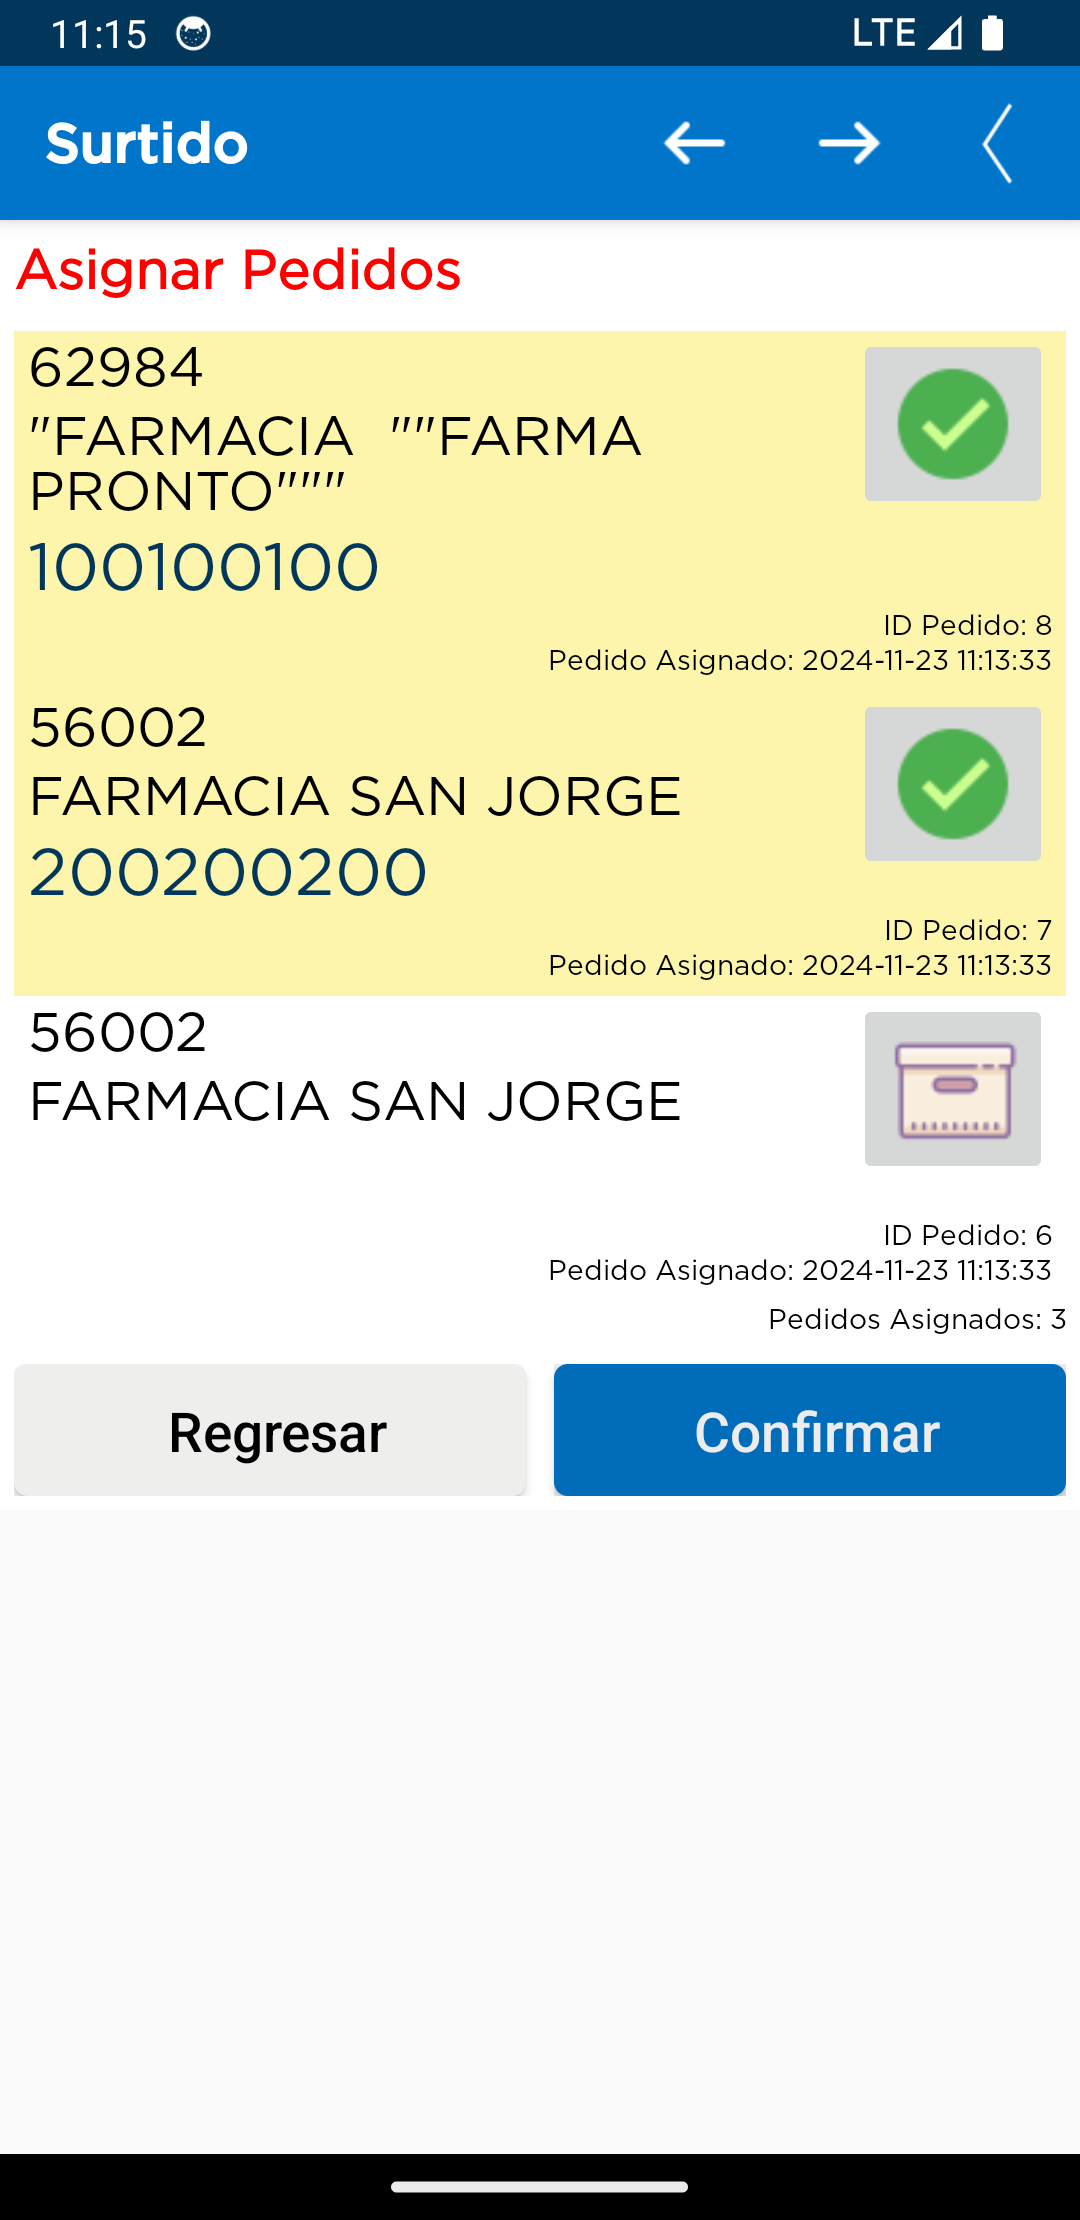 11:15
LTE
Surtido
Asignar Pedidos
62984
"FARMACIA  ""FARMA
PRONTO"""
100100100
ID Pedido: 8
Pedido Asignado: 2024-11-23 11:13:33
56002
FARMACIA SAN JORGE
200200200
ID Pedido: 7
Pedido Asignado: 2024-11-23 11:13:33
56002
FARMACIA SAN JORGE
ID Pedido: 6
Pedido Asignado: 2024-11-23 11:13:33
Pedidos Asignados: 3
Regresar
Confirmar